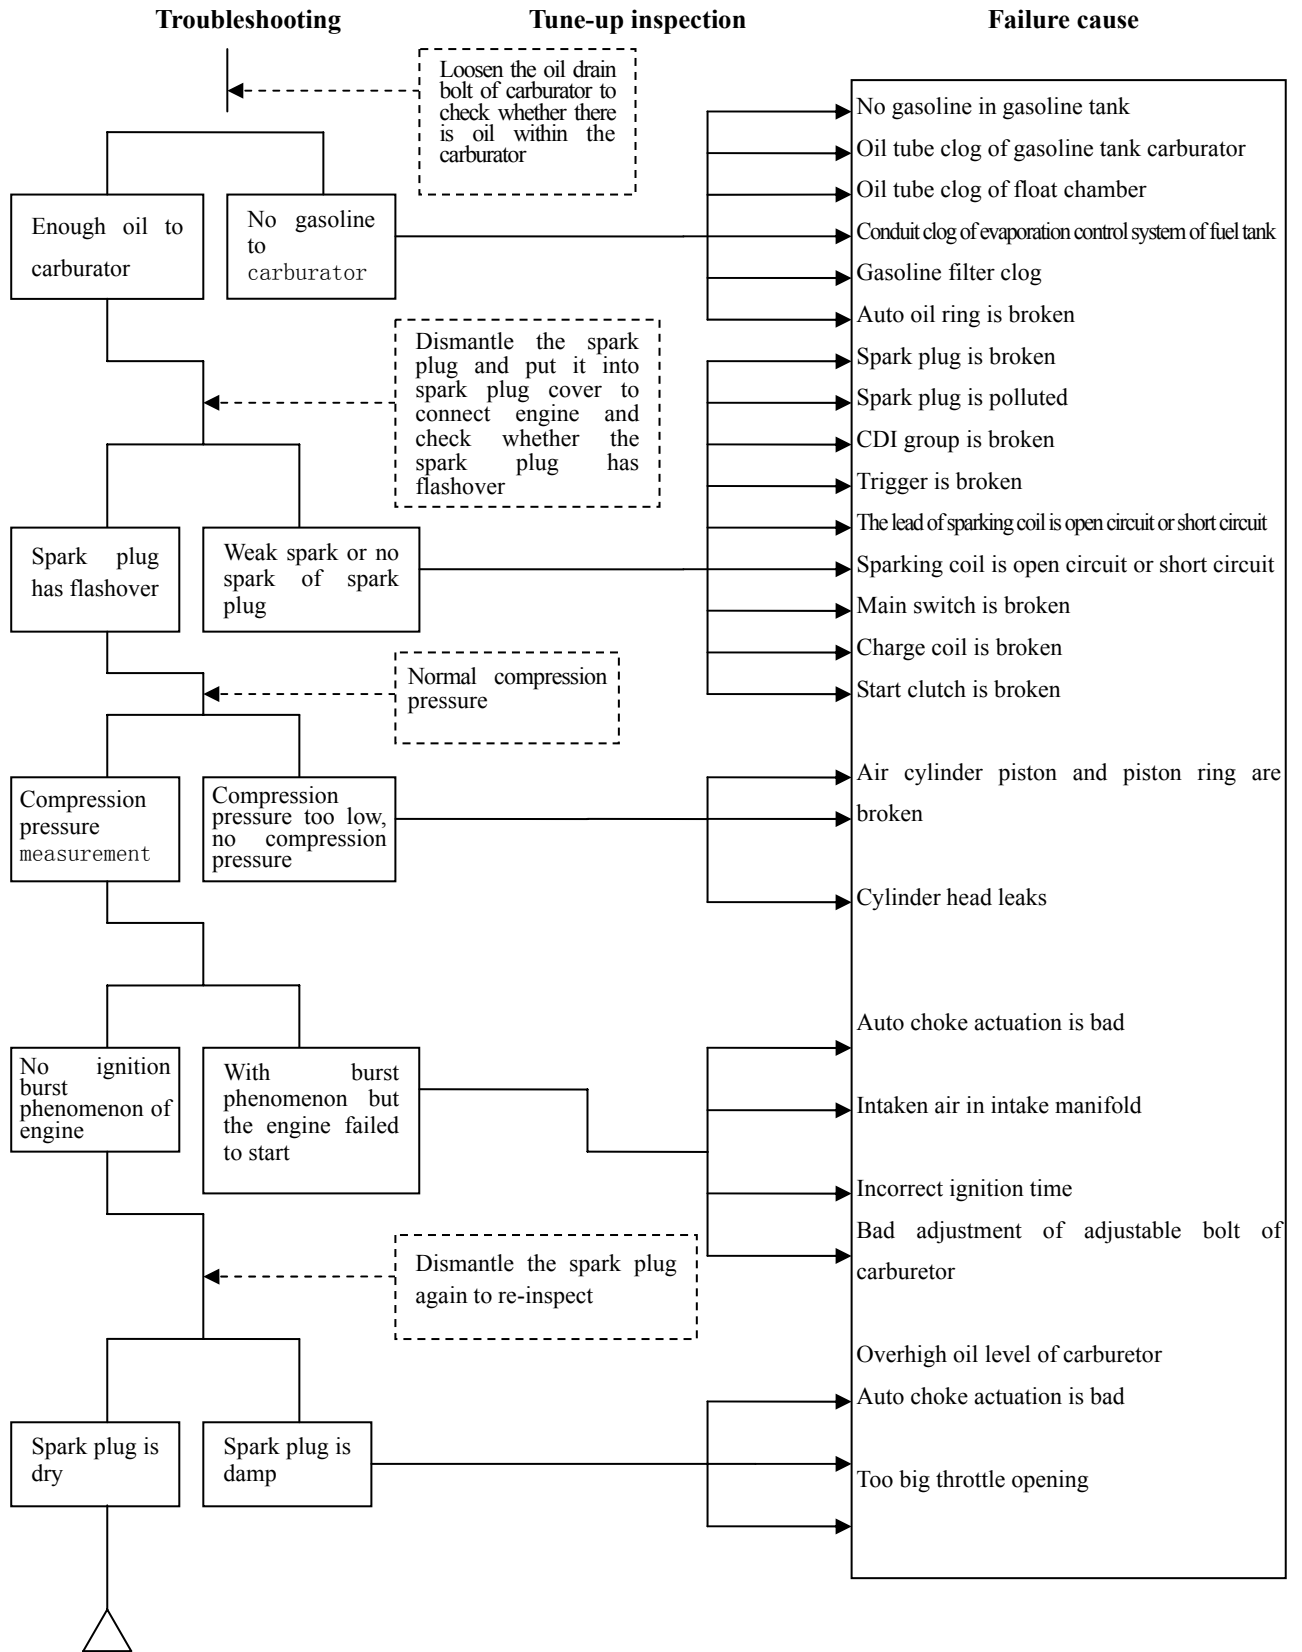 Troubleshooting
Tune-up inspection
Failure cause
Loosen the oil drain
bolt of carburator to
check whether there
is oil within the
carburator
No gasoline in gasoline tank
Oil tube clog of gasoline tank carburator
Oil tube clog of float chamber
Conduit clog of evaporation control system of fuel tank
Gasoline filter clog
Auto oil ring is broken
Enough oil to
carburator
No gasoline
to
carburator
Dismantle the spark
plug and put it into
spark plug cover to
connect engine and
check whether the
spark plug has
flashover
Spark plug is broken
Spark plug is polluted
CDI group is broken
Trigger is broken
The lead of sparking coil is open circuit or short circuit
Sparking coil is open circuit or short circuit
Main switch is broken
Charge coil is broken
Start clutch is broken
Spark plug
has flashover
Weak spark or no
spark of spark
plug
Normal compression
pressure
Compression
pressure
measurement
Compression
pressure too low,
no compression
pressure
Air cylinder piston and piston ring are
broken
Cylinder head leaks
No ignition
burst
phenomenon of
engine
With burst
phenomenon but
the engine failed
to start
Auto choke actuation is bad
Intaken air in intake manifold
Incorrect ignition time
Bad adjustment of adjustable bolt of
carburetor
Dismantle the spark plug
again to re-inspect
Overhigh oil level of carburetor
Auto choke actuation is bad
Too big throttle opening
Spark plug is
dry
Spark plug is
damp